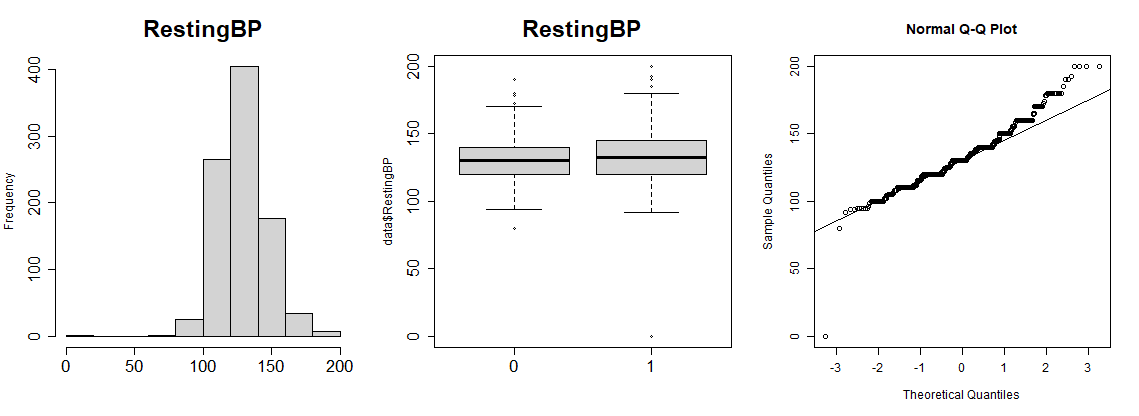 RestingBP
Frequency
400
300
200
100
0
0 50 100 150 200
RestingBP
data$RestingBP
200
150
100
50
0
0 1
Normal Q-Q Plot
Sample Quantiles
200
150
100
50
0
-3 -2 -1 0 1 2 3
Theoretical Quantiles